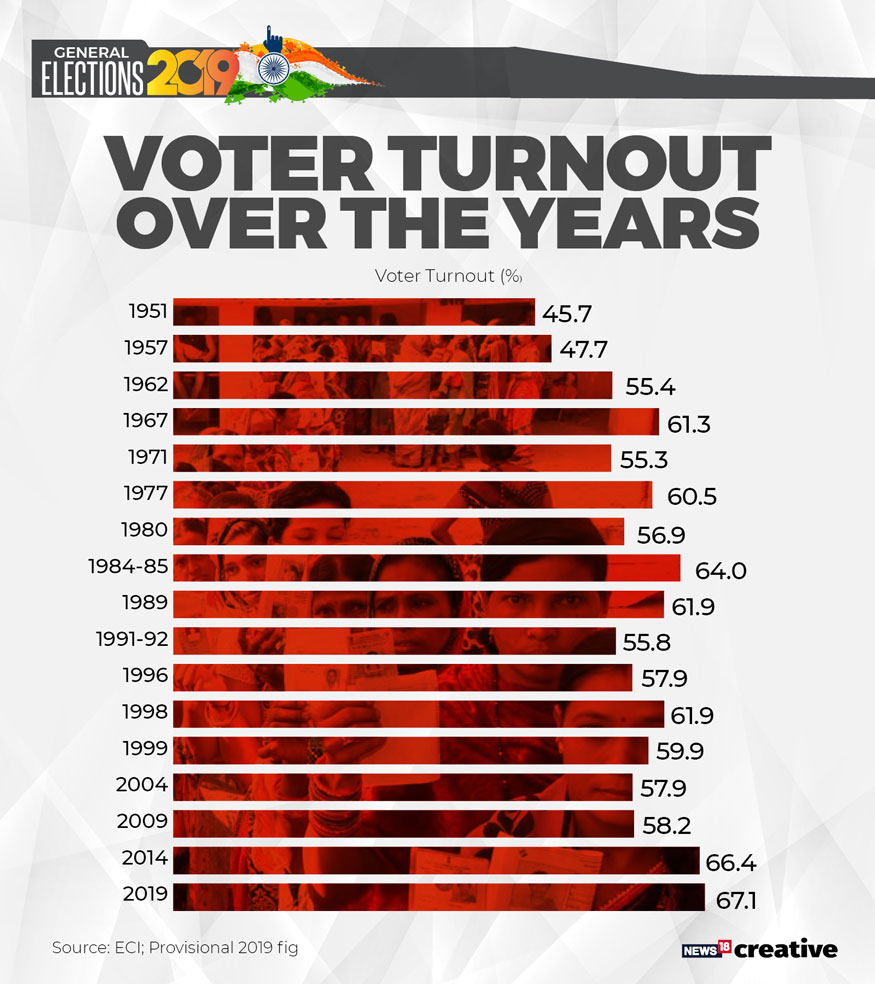 GENERAL
ELECTIONS 2019
VOTER TURNOUT
OVER THE YEARS
Voter Turnout (%)
1951 45.7
1957 47.7
1962 55.4
1967 61.3
1971 55.3
1977 60.5
1980 56.9
1984-85 64.0
1989 61.9
1991-92 55.8
1996 57.9
1998 61.9
1999 59.9
2004 57.9
2009 58.2
2014 66.4
2019 67.1
Source: ECI; Provisional 2019 fig
NEWS18 creative